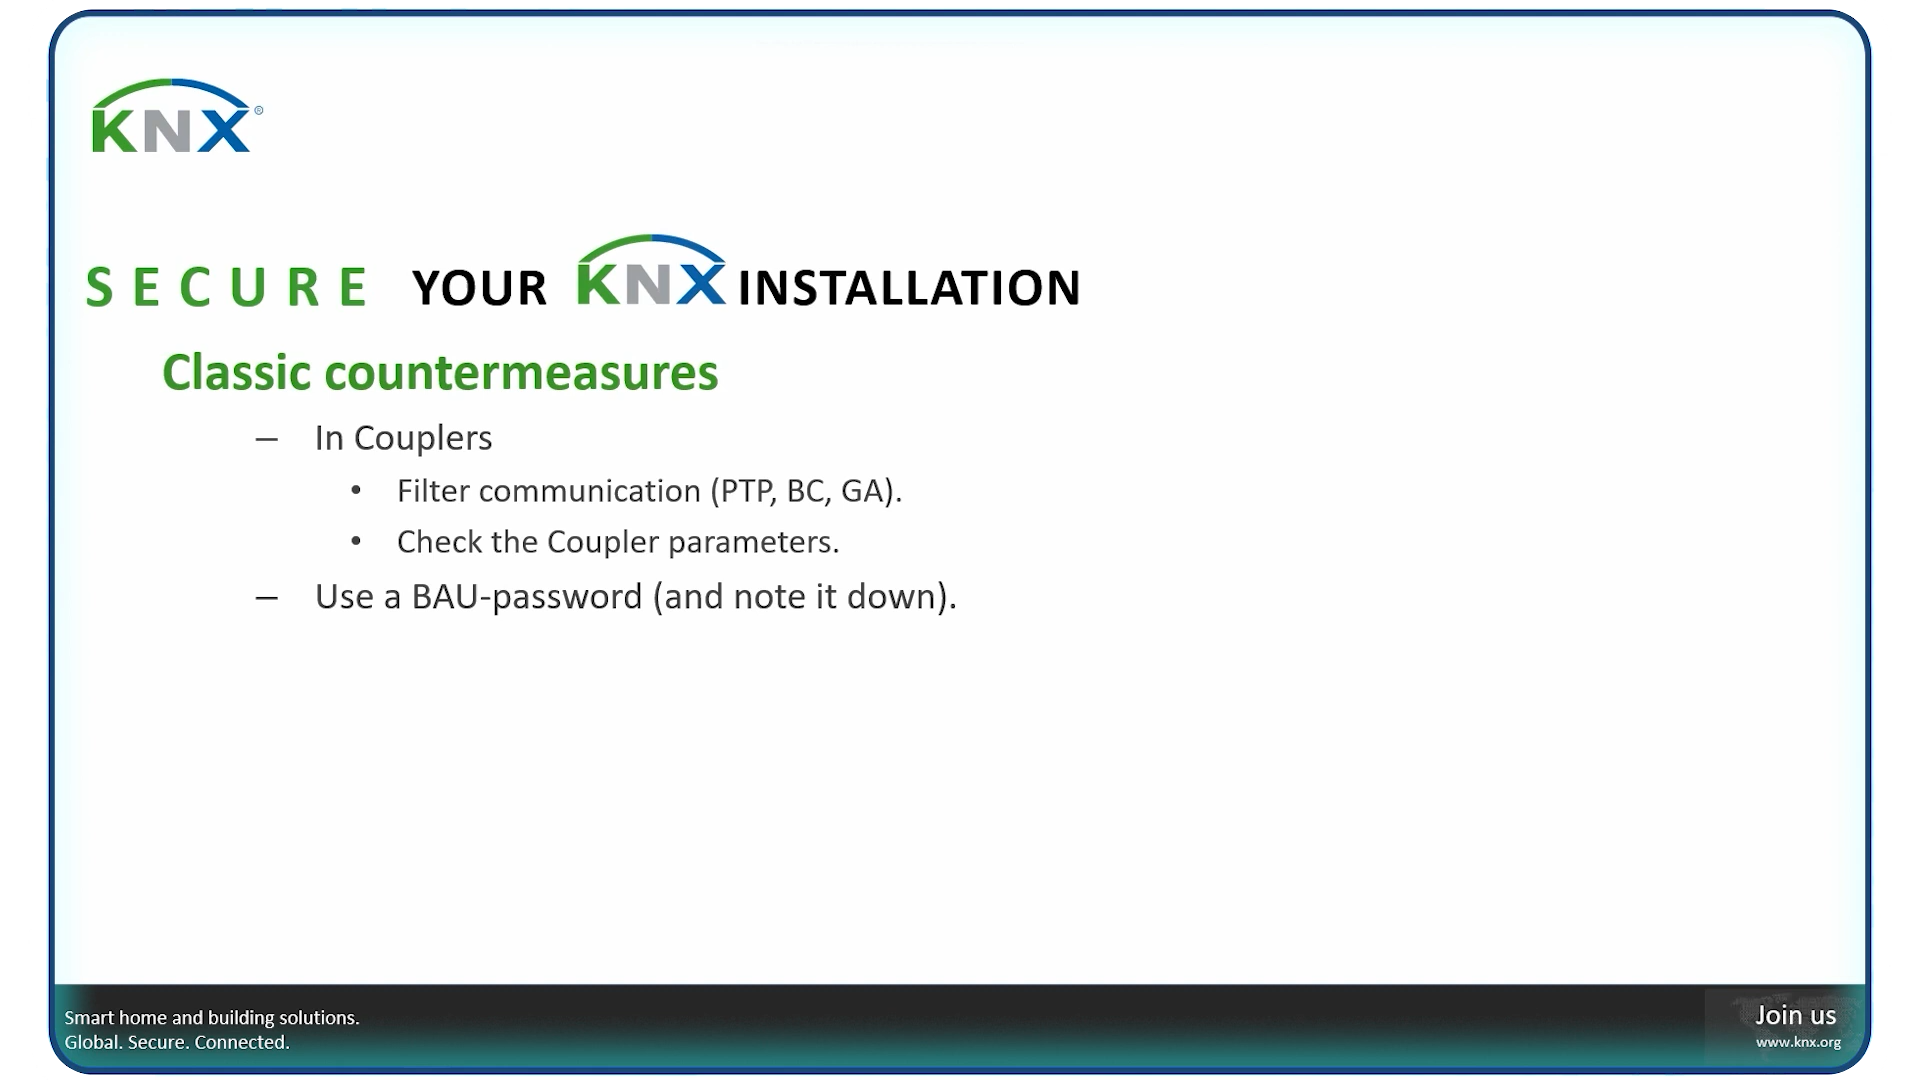 KNX®
SECURE YOUR KNX INSTALLATION
Classic countermeasures
– In Couplers
• Filter communication (PTP, BC, GA).
• Check the Coupler parameters.
– Use a BAU-password (and note it down).
Smart home and building solutions.
Global. Secure. Connected.
Join us
www.knx.org